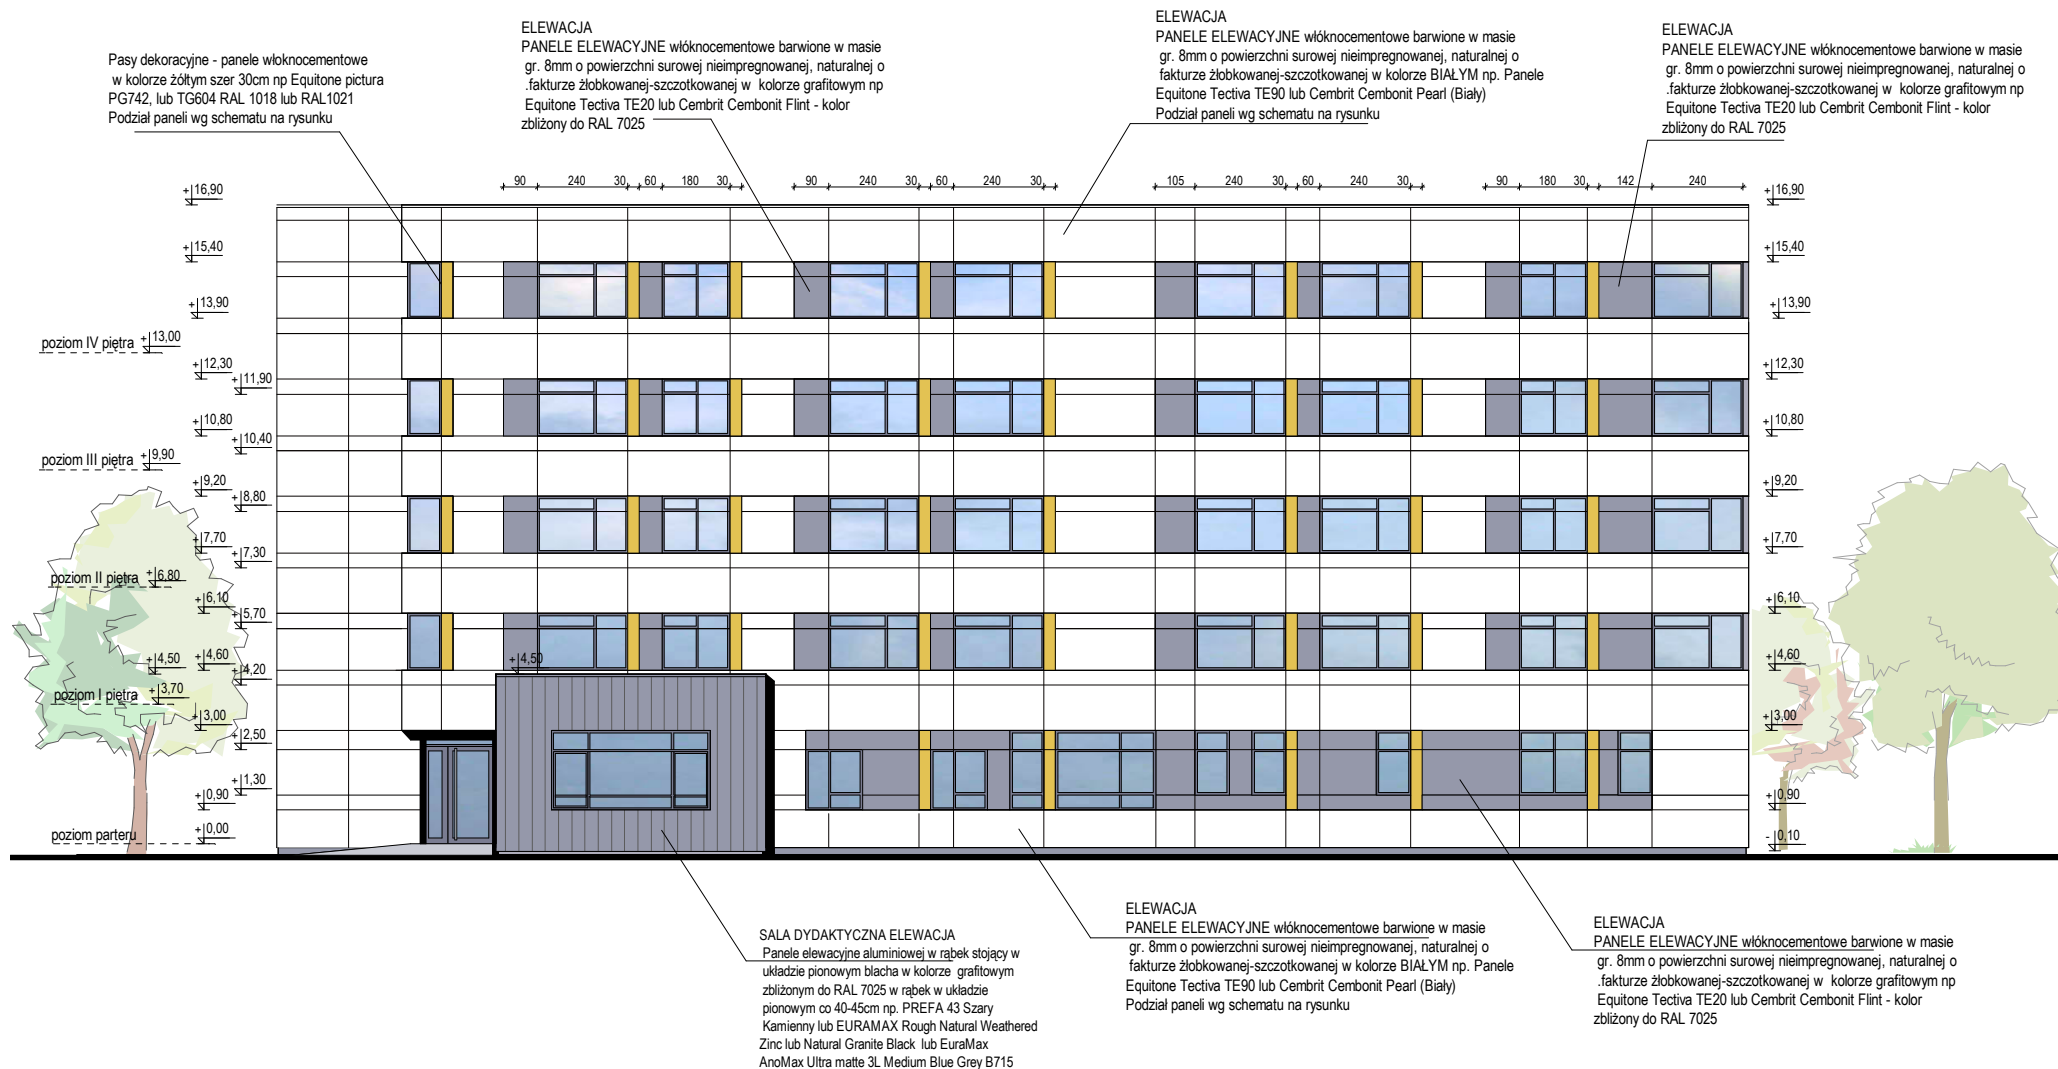 Pasy dekoracyjne - panele włoknocementowe
w kolorze żółtym szer 30cm np Equitone pictura
PG742, lub TG604 RAL 1018 lub RAL1021
Podział paneli wg schematu na rysunku
ELEWACJA
PANELE ELEWACYJNE włóknocementowe barwione w masie
gr. 8mm o powierzchni surowej nieimpregnowanej, naturalnej o
.fakturze żłobkowanej-szczotkowanej w kolorze grafitowym np
Equitone Tectiva TE20 lub Cembrit Cembonit Flint - kolor
zbliżony do RAL 7025
ELEWACJA
PANELE ELEWACYJNE włóknocementowe barwione w masie
gr. 8mm o powierzchni surowej nieimpregnowanej, naturalnej o
fakturze żłobkowanej-szczotkowanej w kolorze BIAŁYM np. Panele
Equitone Tectiva TE90 lub Cembrit Cembonit Pearl (Biały)
Podział paneli wg schematu na rysunku
ELEWACJA
PANELE ELEWACYJNE włóknocementowe barwione w masie
gr. 8mm o powierzchni surowej nieimpregnowanej, naturalnej o
.fakturze żłobkowanej-szczotkowanej w kolorze grafitowym np
Equitone Tectiva TE20 lub Cembrit Cembonit Flint - kolor
zbliżony do RAL 7025
90 240 30 60 180 30 90 240 30 60 240 30 105 240 30 60 240 30 90 180 30 142 240
+16,90 +16,90
+15,40 +15,40
+13,90 +13,90
poziom IV piętra +13,00
+12,30 +12,30
+11,90
+10,80 +10,80
+10,40
poziom III piętra +9,90
+9,20 +9,20
+8,80
+7,70 +7,70
+7,30
poziom II piętra +6,80
+6,10 +6,10
+5,70
+4,50 +4,60 +4,50 +4,60
+4,20
poziom I piętra +3,70
+3,00 +3,00
+2,50
+1,30
+0,90 +0,90
poziom parteru +0,00 -0,10
SALA DYDAKTYCZNA ELEWACJA
Panele elewacyjne aluminiowej w rąbek stojący w
układzie pionowym blacha w kolorze grafitowym
zbliżonym do RAL 7025 w rąbek w układzie
pionowym co 40-45cm np. PREFA 43 Szary
Kamienny lub EURAMAX Rough Natural Weathered
Zinc lub Natural Granite Black lub EuraMax
AnoMax Ultra matte 3L Medium Blue Grey B715
ELEWACJA
PANELE ELEWACYJNE włóknocementowe barwione w masie
gr. 8mm o powierzchni surowej nieimpregnowanej, naturalnej o
fakturze żłobkowanej-szczotkowanej w kolorze BIAŁYM np. Panele
Equitone Tectiva TE90 lub Cembrit Cembonit Pearl (Biały)
Podział paneli wg schematu na rysunku
ELEWACJA
PANELE ELEWACYJNE włóknocementowe barwione w masie
gr. 8mm o powierzchni surowej nieimpregnowanej, naturalnej o
.fakturze żłobkowanej-szczotkowanej w kolorze grafitowym np
Equitone Tectiva TE20 lub Cembrit Cembonit Flint - kolor
zbliżony do RAL 7025